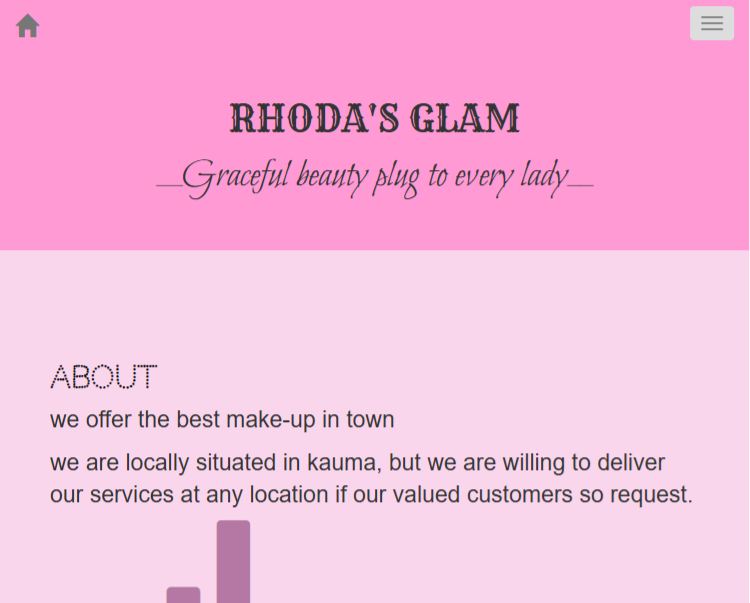 RHODA'S GLAM
__Graceful beauty plug to every lady__
ABOUT
we offer the best make-up in town
we are locally situated in kauma, but we are willing to deliver
our services at any location if our valued customers so request.